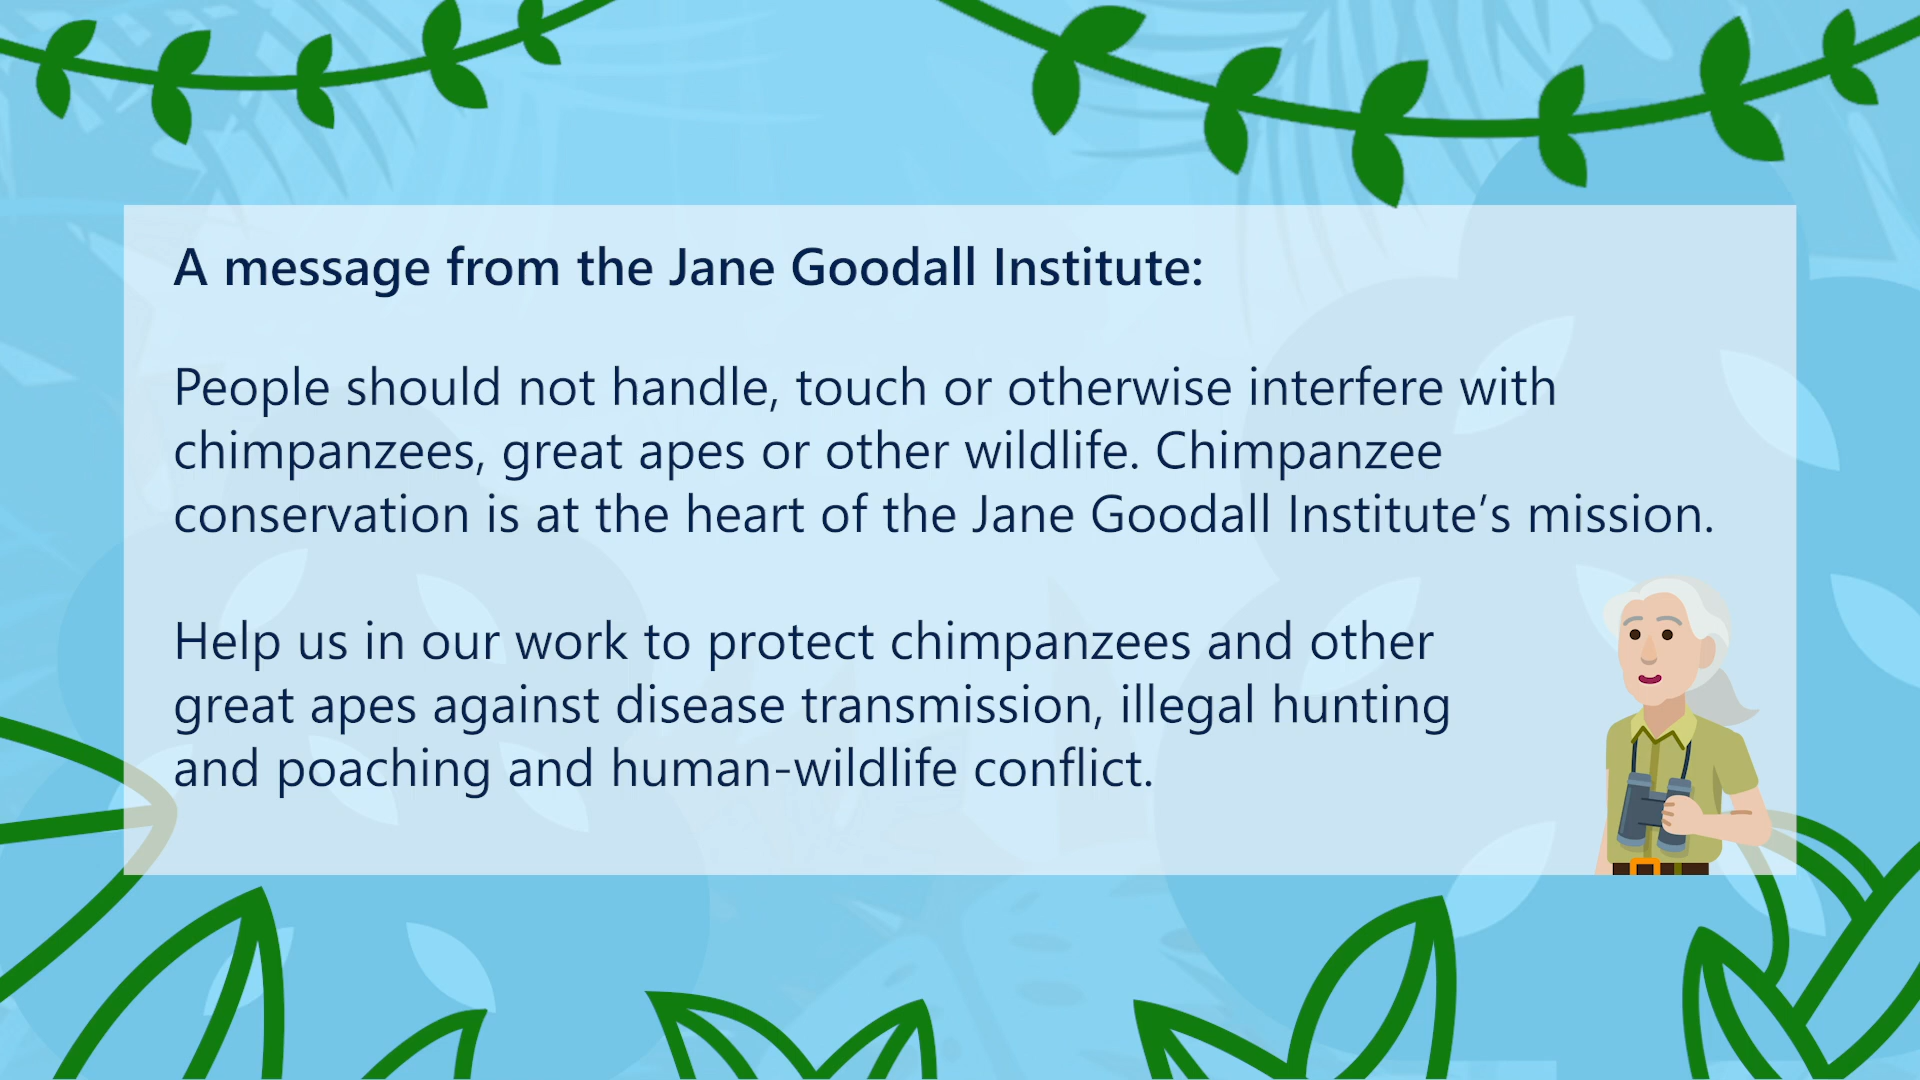 A message from the Jane Goodall Institute:
People should not handle, touch or otherwise interfere with
chimpanzees, great apes or other wildlife. Chimpanzee
conservation is at the heart of the Jane Goodall Institute’s mission.
Help us in our work to protect chimpanzees and other
great apes against disease transmission, illegal hunting
and poaching and human-wildlife conflict.